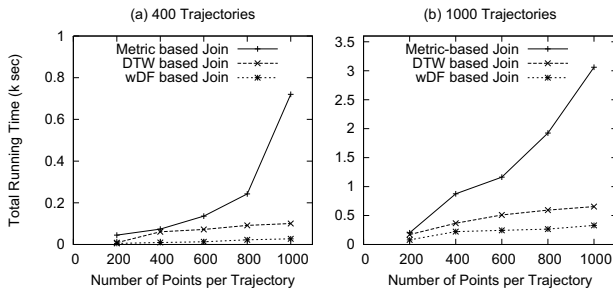 (a) 400 Trajectories
Total Running Time (k sec)
1
0.8
0.6
0.4
0.2
0
Metric based Join
DTW based Join
wDF based Join
0 200 400 600 800 1000
Number of Points per Trajectory
(b) 1000 Trajectories
3.5
3
2.5
2
1.5
1
0.5
0
Metric-based Join
DTW based Join
wDF based Join
0 200 400 600 800 1000
Number of Points per Trajectory